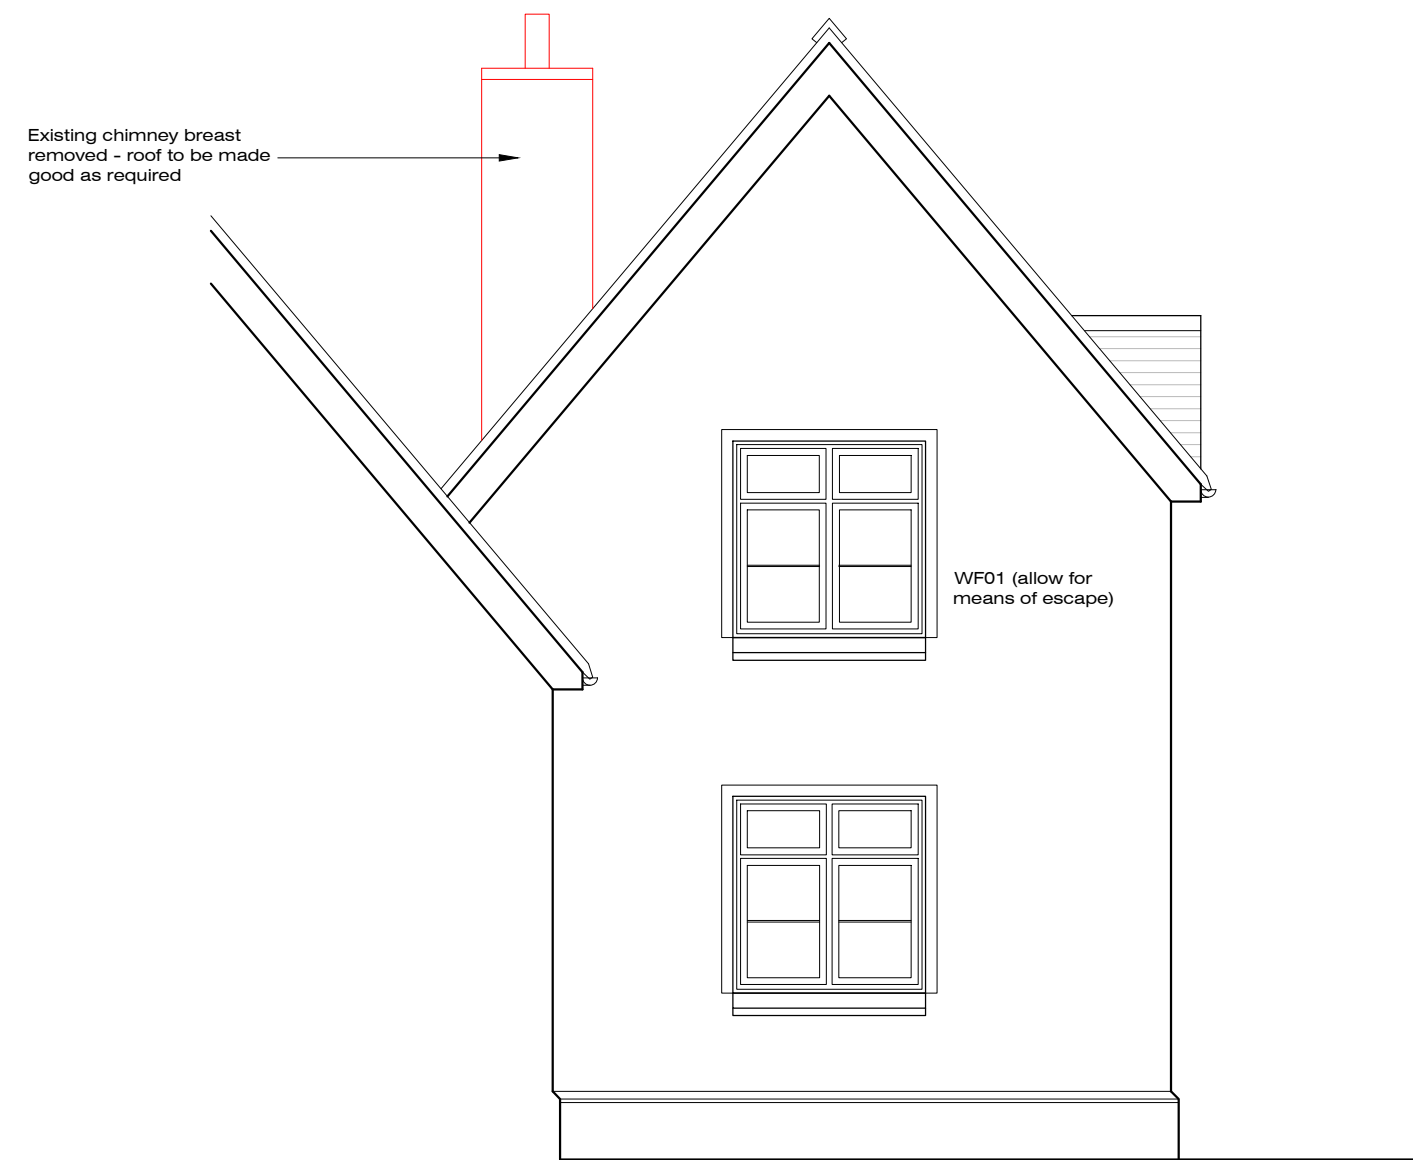 Existing chimney breast
removed - roof to be made
good as required
WF01 (allow for
means of escape)